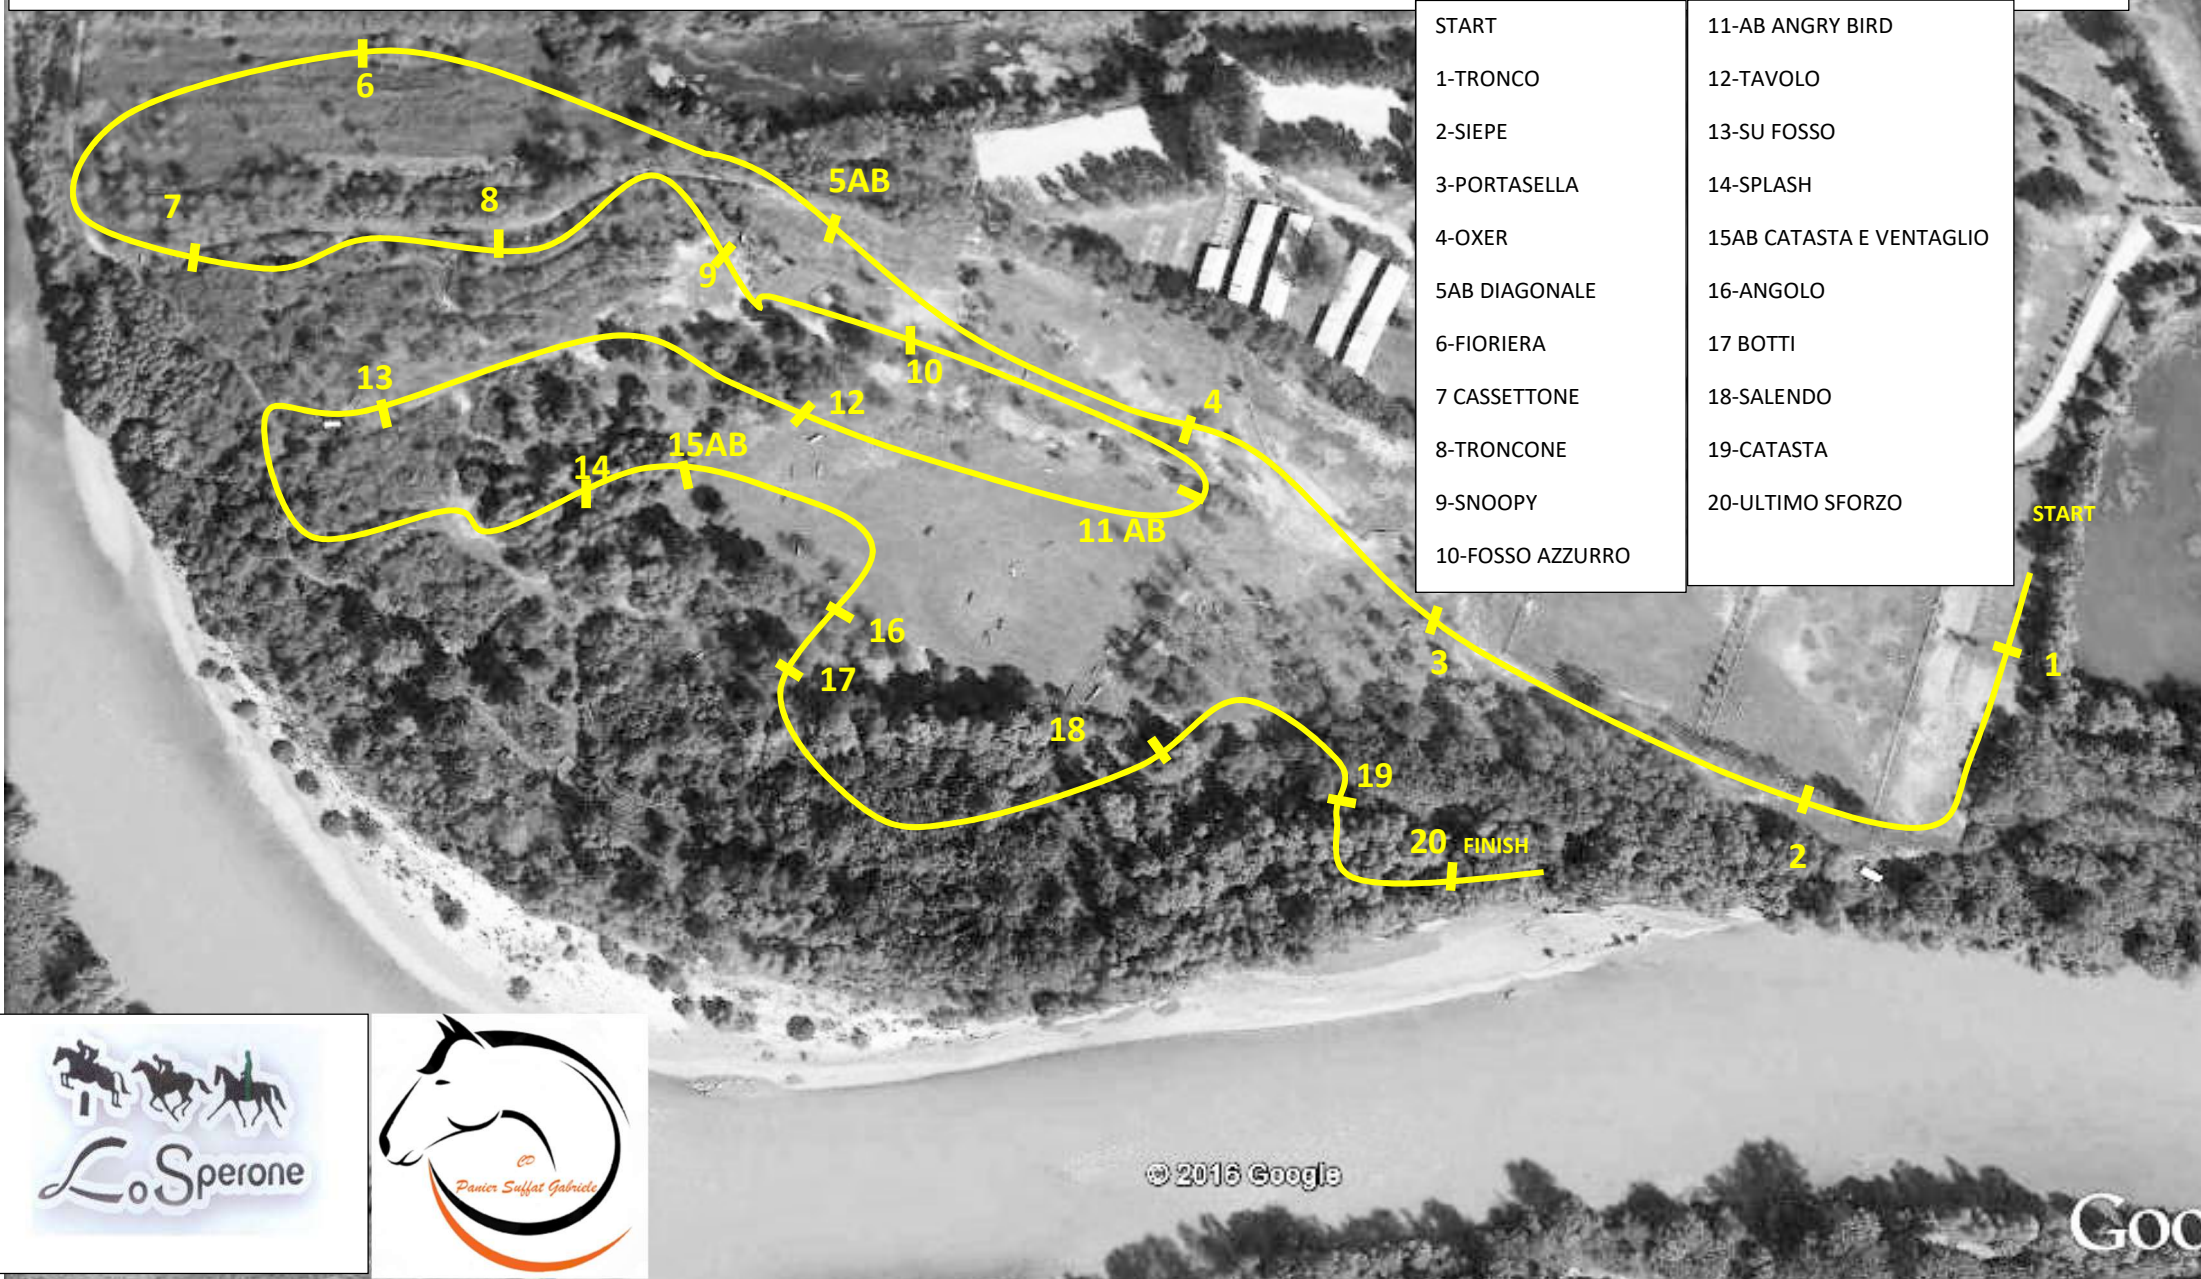 START
1-TRONCO
2-SIEPE
3-PORTASELLA
4-OXER
5AB DIAGONALE
6-FIORIERA
7 CASSETTONE
8-TRONCONE
9-SNOOPY
10-FOSSO AZZURRO
11-AB ANGRY BIRD
12-TAVOLO
13-SU FOSSO
14-SPLASH
15AB CATASTA E VENTAGLIO
16-ANGOLO
17 BOTTI
18-SALENDO
19-CATASTA
20-ULTIMO SFORZO
6
5AB
7
8
9
10
13
12
4
15AB
14
11 AB
START
16
3
1
17
18
19
20 FINISH
2
Lo Sperone
CD
Panier Suffat Gabriele
© 2016 Google
Goo